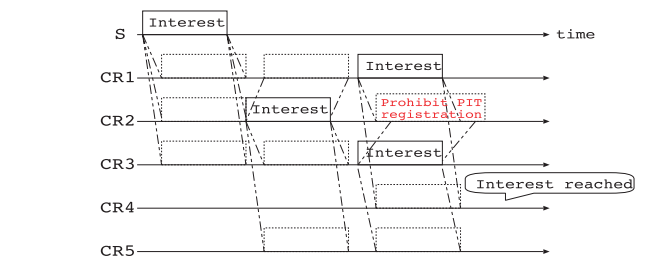 S
Interest
time
CR1
Interest
CR2
Interest
Prohibit PIT
registration
CR3
Interest
CR4
Interest reached
CR5